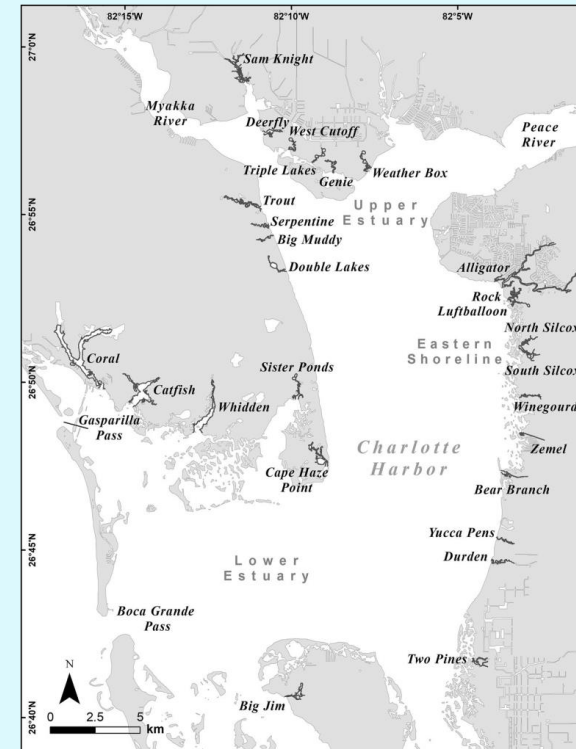 82°15'W
82°10'W
82°5'W
27°0'N
Sam Knight
Myakka
River
Deerfly
West Cutoff
Peace
River
Triple Lakes
Genie
Weather Box
26°55'N
Trout
Upper
Estuary
Serpentine
Big Muddy
Double Lakes
Alligator
Rock
Luftballoon
North Silcox
Eastern
Shoreline
Coral
South Silcox
26°50'N
Catfish
Sister Ponds
Whidden
Winegourd
Gasparilla
Pass
Charlotte
Harbor
Zemel
Cape Haze
Point
Bear Branch
Yucca Pens
26°45'N
Durden
Lower
Estuary
Boca Grande
Pass
Two Pines
N
Big Jim
26°40'N
0 2.5 5
km